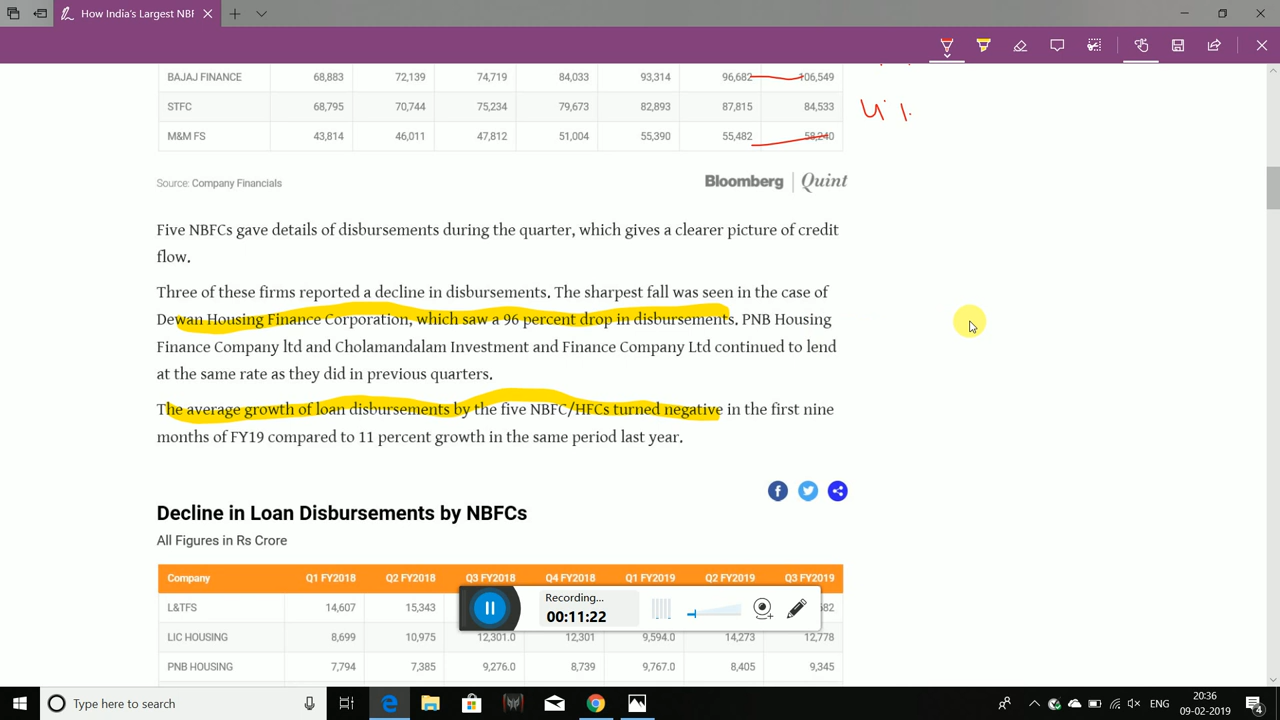 How India's Largest NBF
BAJAJ FINANCE 68,883 72,139 74,719 84,033 93,314 96,682 106,549
STFC 68,795 70,744 75,234 79,673 82,893 87,815 84,533
M&M FS 43,814 46,011 47,812 51,004 55,390 55,482 58,240
Source: Company Financials
Bloomberg | Quint
Five NBFCs gave details of disbursements during the quarter, which gives a clearer picture of credit
flow.
Three of these firms reported a decline in disbursements. The sharpest fall was seen in the case of
Dewan Housing Finance Corporation, which saw a 96 percent drop in disbursements. PNB Housing
Finance Company ltd and Cholamandalam Investment and Finance Company Ltd continued to lend
at the same rate as they did in previous quarters.
The average growth of loan disbursements by the five NBFC/HFCs turned negative in the first nine
months of FY19 compared to 11 percent growth in the same period last year.
Decline in Loan Disbursements by NBFCs
All Figures in Rs Crore
Company Q1 FY2018 Q2 FY2018 Q3 FY2018 Q4 FY2018 Q1 FY2019 Q2 FY2019 Q3 FY2019
L&TFS 14,607 15,343
Recording...
00:11:22
LIC HOUSING 8,699 10,975 12,301.0 12,301 9,594.0 14,273 12,778
PNB HOUSING 7,794 7,385 9,276.0 8,739 9,767.0 8,405 9,345
Type here to search
ENG
20:36
09-02-2019
4